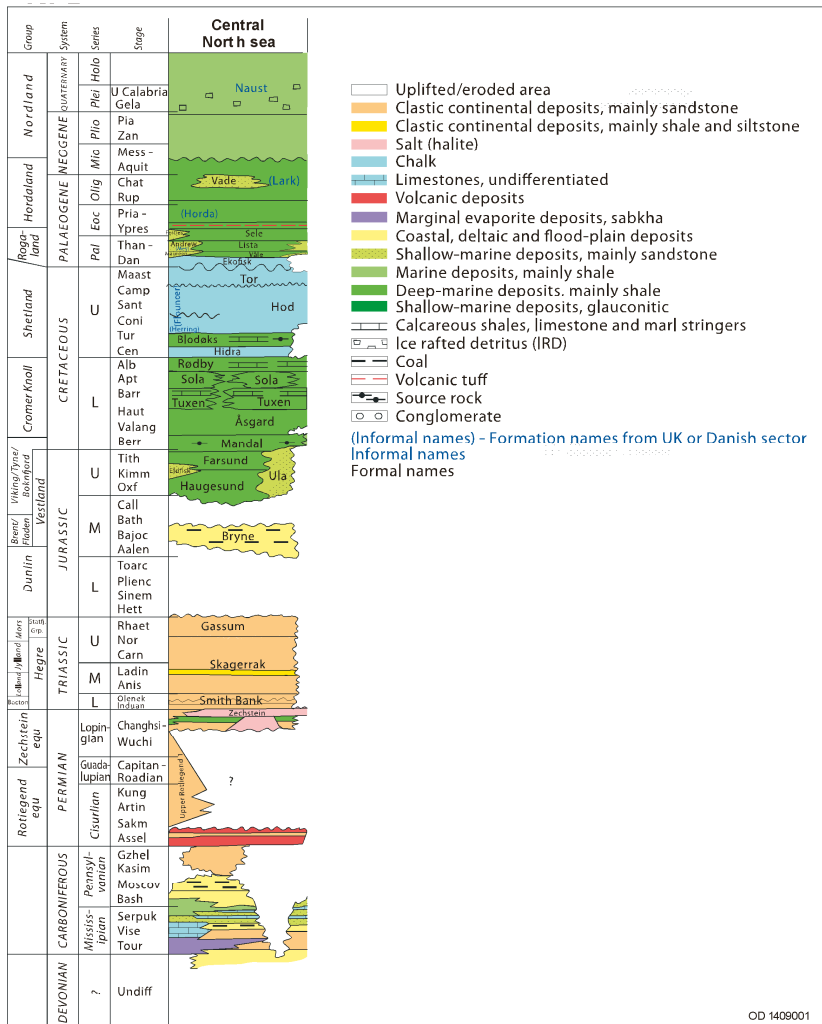 Central
North sea
Group
System
Series
Stage
Nordland
Hordaland
Roga-
land
Shetland
Cromer Knoll
Viking/Tyne/
Boknfjord
Vestland
Brent/
Fladen
Dunlin
Mors
Statfj.
Grp.
Hegre
Bacton
Zechstein
equ
Rotliegend
equ
QUATERNARY
NEOGENE
PALAEOGENE
CRETACEOUS
JURASSIC
TRIASSIC
PERMIAN
CARBONIFEROUS
DEVONIAN
Holo
Plei
Plio
Mio
Olig
Eoc
Pal
U
L
U
M
L
U
M
L
Lopin-
gian
Guada-
lupian
Cisurlian
Pennsyl-
vanian
Mississ-
ipian
?
U Calabria
Gela
Pia
Zan
Mess -
Aquit
Chat
Rup
Pria -
Ypres
Than -
Dan
Maast
Camp
Sant
Coni
Tur
Cen
Alb
Apt
Barr
Haut
Valang
Berr
Tith
Kimm
Oxf
Call
Bath
Bajoc
Aalen
Toarc
Plienc
Sinem
Hett
Rhaet
Nor
Carn
Ladin
Anis
Olenek
Induan
Changhsi-
Wuchi
Capitan -
Roadian
Kung
Artin
Sakm
Assel
Gzhel
Kasim
Moscov
Bash
Serpuk
Vise
Tour
Undiff
Naust
Vade
(Lark)
(Horda)
Sele
Andrew
Lista
Våle
Ekofisk
Tor
Hod
(Herring)
Blodøks
Hidra
Rødby
Sola
Sola
Tuxen
Tuxen
Åsgard
Mandal
Farsund
Ula
Haugesund
Bryne
Gassum
Skagerrak
Smith Bank
Zechstein
Upper Rotliegend
?
Uplifted/eroded area
Clastic continental deposits, mainly sandstone
Clastic continental deposits, mainly shale and siltstone
Salt (halite)
Chalk
Limestones, undifferentiated
Volcanic deposits
Marginal evaporite deposits, sabkha
Coastal, deltaic and flood-plain deposits
Shallow-marine deposits, mainly sandstone
Marine deposits, mainly shale
Deep-marine deposits. mainly shale
Shallow-marine deposits, glauconitic
Calcareous shales, limestone and marl stringers
Ice rafted detritus (IRD)
Coal
Volcanic tuff
Source rock
Conglomerate
(Informal names) - Formation names from UK or Danish sector
Informal names
Formal names
OD 1409001